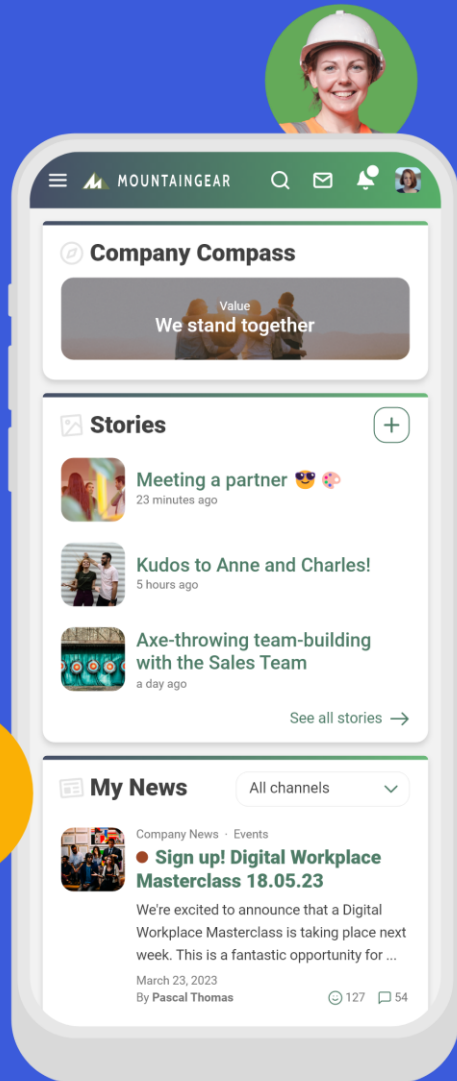 MOUNTAINGEAR
Company Compass
Value
We stand together
Stories
Meeting a partner 😎 🎨
23 minutes ago
Kudos to Anne and Charles!
5 hours ago
Axe-throwing team-building
with the Sales Team
a day ago
See all stories
My News
All channels
Company News · Events
Sign up! Digital Workplace
Masterclass 18.05.23
We're excited to announce that a Digital
Workplace Masterclass is taking place next
week. This is a fantastic opportunity for ...
March 23, 2023
By Pascal Thomas
127
54